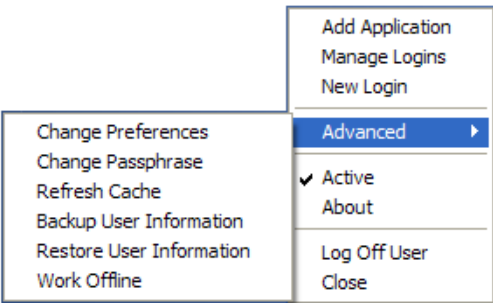 Add Application
Manage Logins
New Login
Advanced
Change Preferences
Change Passphrase
Refresh Cache
Backup User Information
Restore User Information
Work Offline
Active
About
Log Off User
Close